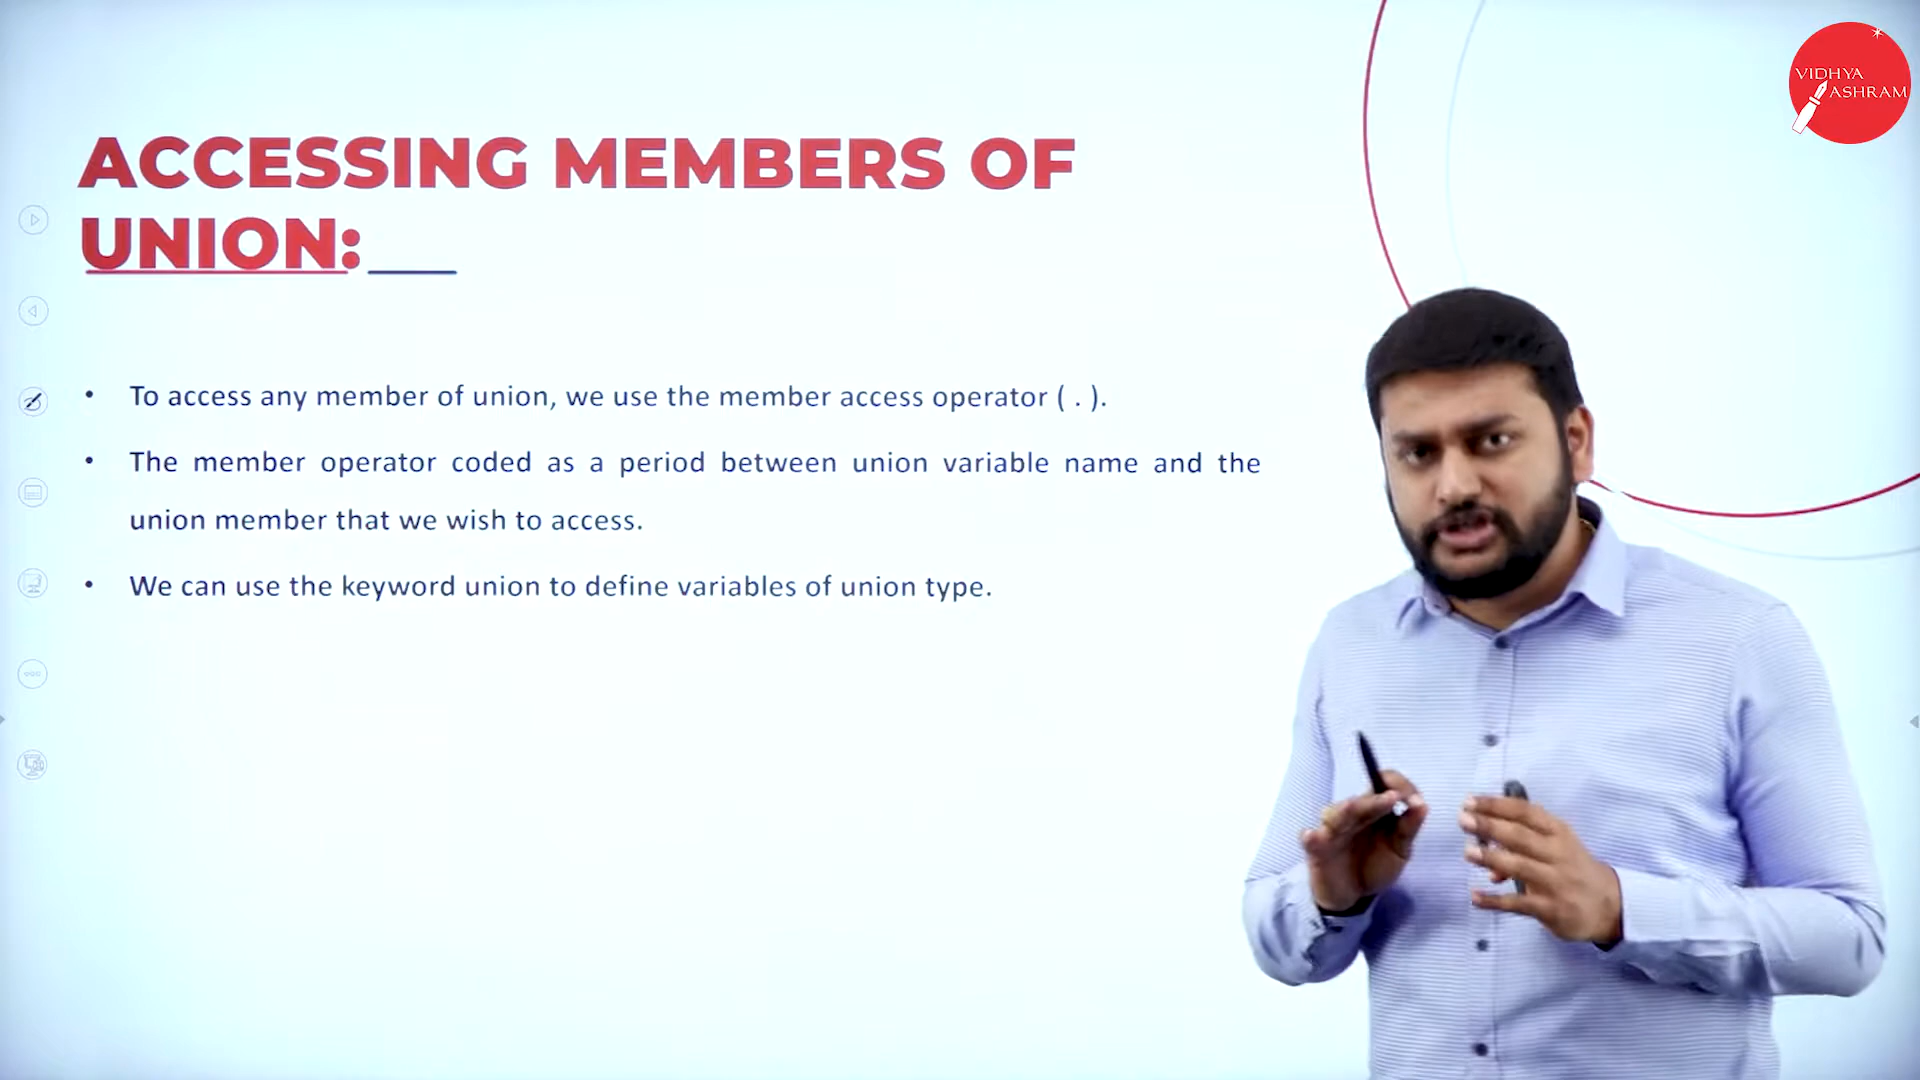 VIDHYA
ASHRAM
ACCESSING MEMBERS OF
UNION:
• To access any member of union, we use the member access operator ( . ).
• The member operator coded as a period between union variable name and the
union member that we wish to access.
• We can use the keyword union to define variables of union type.